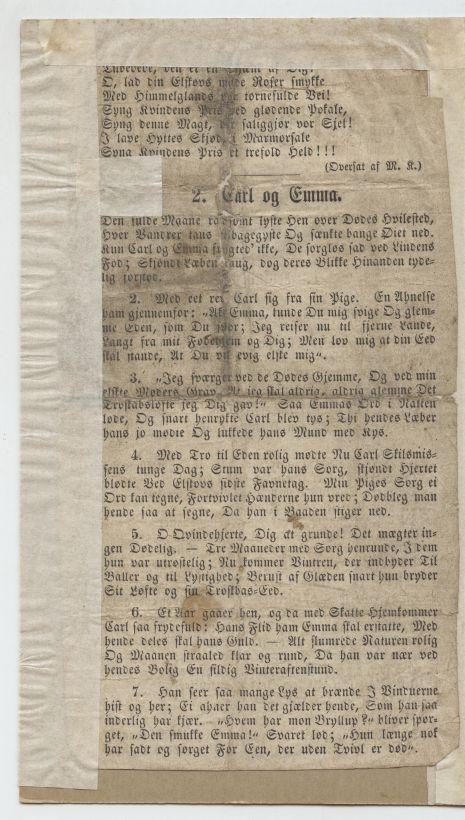 O, lad din Elskovs milde Roser smykke
Med Himmelglands vor tornefulde Vei!
Syng Kvindens Pris ved glødende Pokale,
Syng denne Magt, der saliggjør vor Sjel!
I lave Hyttes Skjød, i Marmorsale
Syng Kvindens Pris et trefold Held!!!
(Oversat af M. K.)
2. Carl og Emma.
Den fulde Maane lyste Hen over Dødes Hvilested,
Hver Vandrer taus tilbagegyste Og sænkte bange Øiet ned.
Kun Carl og Emma frygted' ikke, De sorgløs sad ved Lindens
Fod; Skjøndt Læben taug, dog deres Blikke Hinanden tyde-
lig forstod.
2. Med eet rev Carl sig fra sin Pige. En Ahnelse
ham gjennemfoer: „Ak Emma, kunde Du mig svige Og glem-
me Eden, som Du svor; Jeg reiser nu til fjerne Lande,
Langt fra mit Fødehjem og Dig; Men lov mig at din Eed
skal stande, At Du vil evig elske mig“.
3. „Jeg sværger ved de Dødes Gjemme, Og ved min
elskte Moders Grav, At jeg skal aldrig, aldrig glemme Det
Troskabsløfte jeg Dig gav!“ Saa Emmas Ord i Natten
løde, Og snart henrykte Carl blev tys; Thi hendes Læber
hans jo mødte Og lukkede hans Mund med Kys.
4. Med Tro til Eden rolig mødte Nu Carl Skilsmis-
sens tunge Dag; Stum var hans Sorg, skjøndt Hjertet
blødte Ved Elskovs sidste Favnetag. Min Piges Sorg ei
Ord kan tegne, Fortvivlet Hænderne hun vred; Dødbleg man
hende saa at segne, Da han i Baaden stiger ned.
5. O Qvindehjerte, Dig at grunde! Det mægter in-
gen Dødelig. — Tre Maaneder med Sorg henrunde, I dem
hun var utrøstelig; Nu kommer Vintren, der indbyder Til
Baller og til Lystighed; Berust af Glæden snart hun bryder
Sit Løfte og sin Troskabs-Eed.
6. Et Aar gaaer hen, og da med Skatte Hjemkommer
Carl saa frydefuld: Hans Flid ham Emma skal erstatte, Med
hende deles skal hans Guld. — Alt slumrede Naturen rolig
Og Maanen straaled klar og rund, Da han var nær ved
hendes Bolig En sildig Vinteraftenstund.
7. Han seer saa mange Lys at brænde I Vinduerne
hist og her; Ei ahner han det gjælder hende, Som han saa
inderlig har kjær. — „Hvem har mon Bryllup?“ bliver spør-
get, „Den smukke Emma!“ Svaret lød; „Hun længe nok
har sadt og sørget For Een, der uden Tvivl er død“.